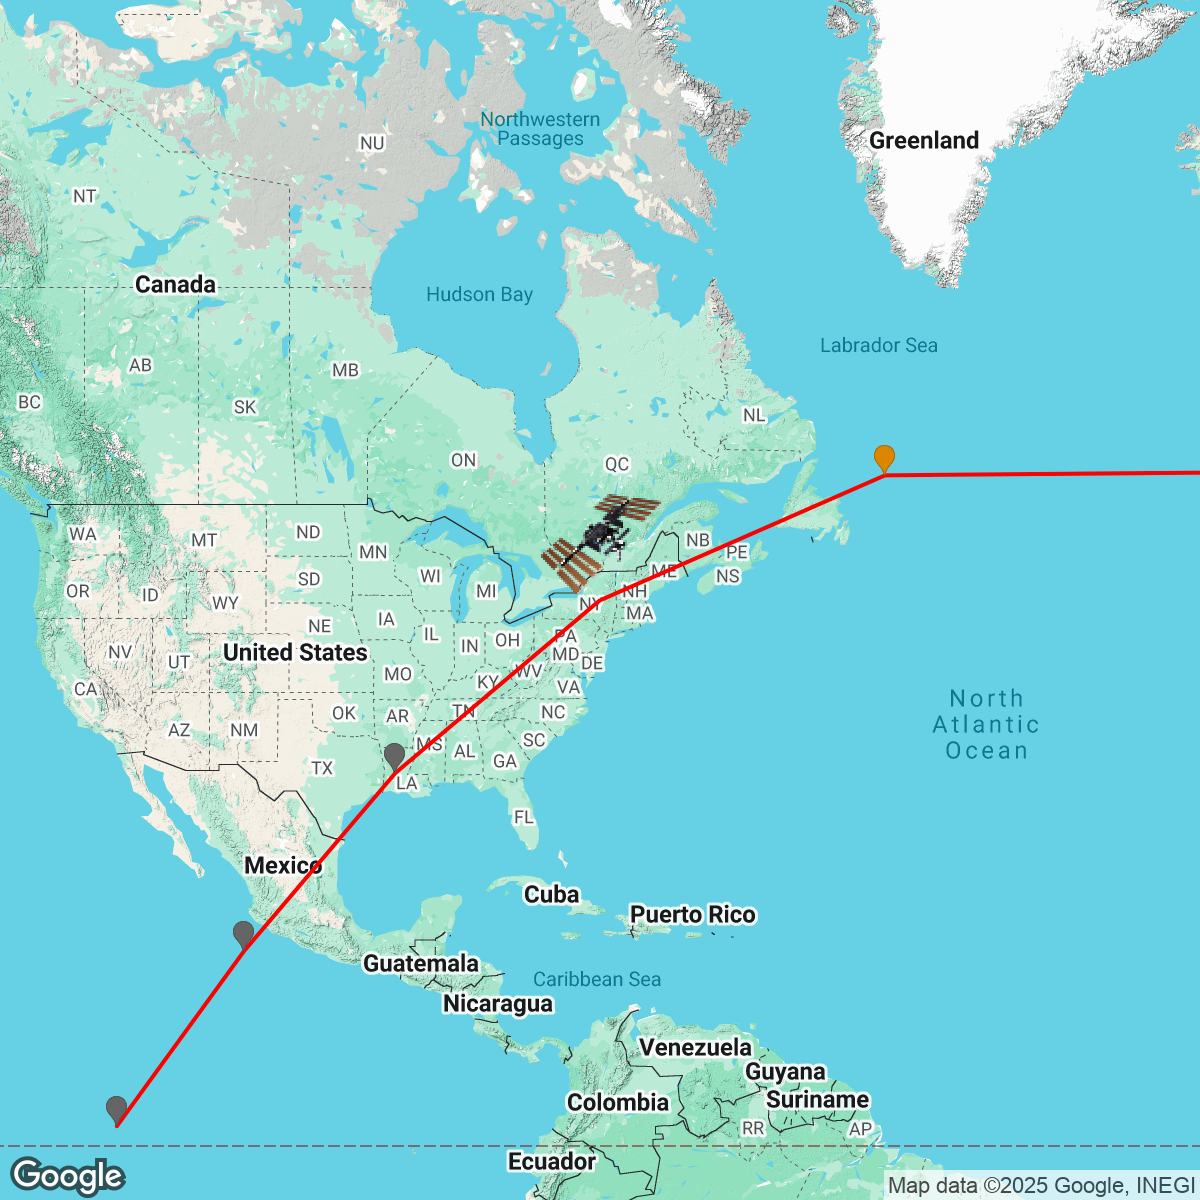 Northwestern
Passages
Greenland
NU
NT
Canada
Hudson Bay
Labrador Sea
AB
MB
BC
SK
NL
ON
QC
WA
MT
ND
MN
NB
PE
OR
ID
SD
WI
MI
ME
NS
WY
NY
NH
MA
NE
IA
IL
IN
OH
PA
NV
UT
United States
MD
DE
MO
KY
WV
VA
CA
AZ
NM
OK
AR
TN
NC
MS
AL
SC
GA
TX
LA
FL
North
Atlantic
Ocean
Mexico
Cuba
Puerto Rico
Guatemala
Caribbean Sea
Nicaragua
Venezuela
Guyana
Suriname
Colombia
RR
AP
Ecuador
Google
Map data ©2025 Google, INEGI